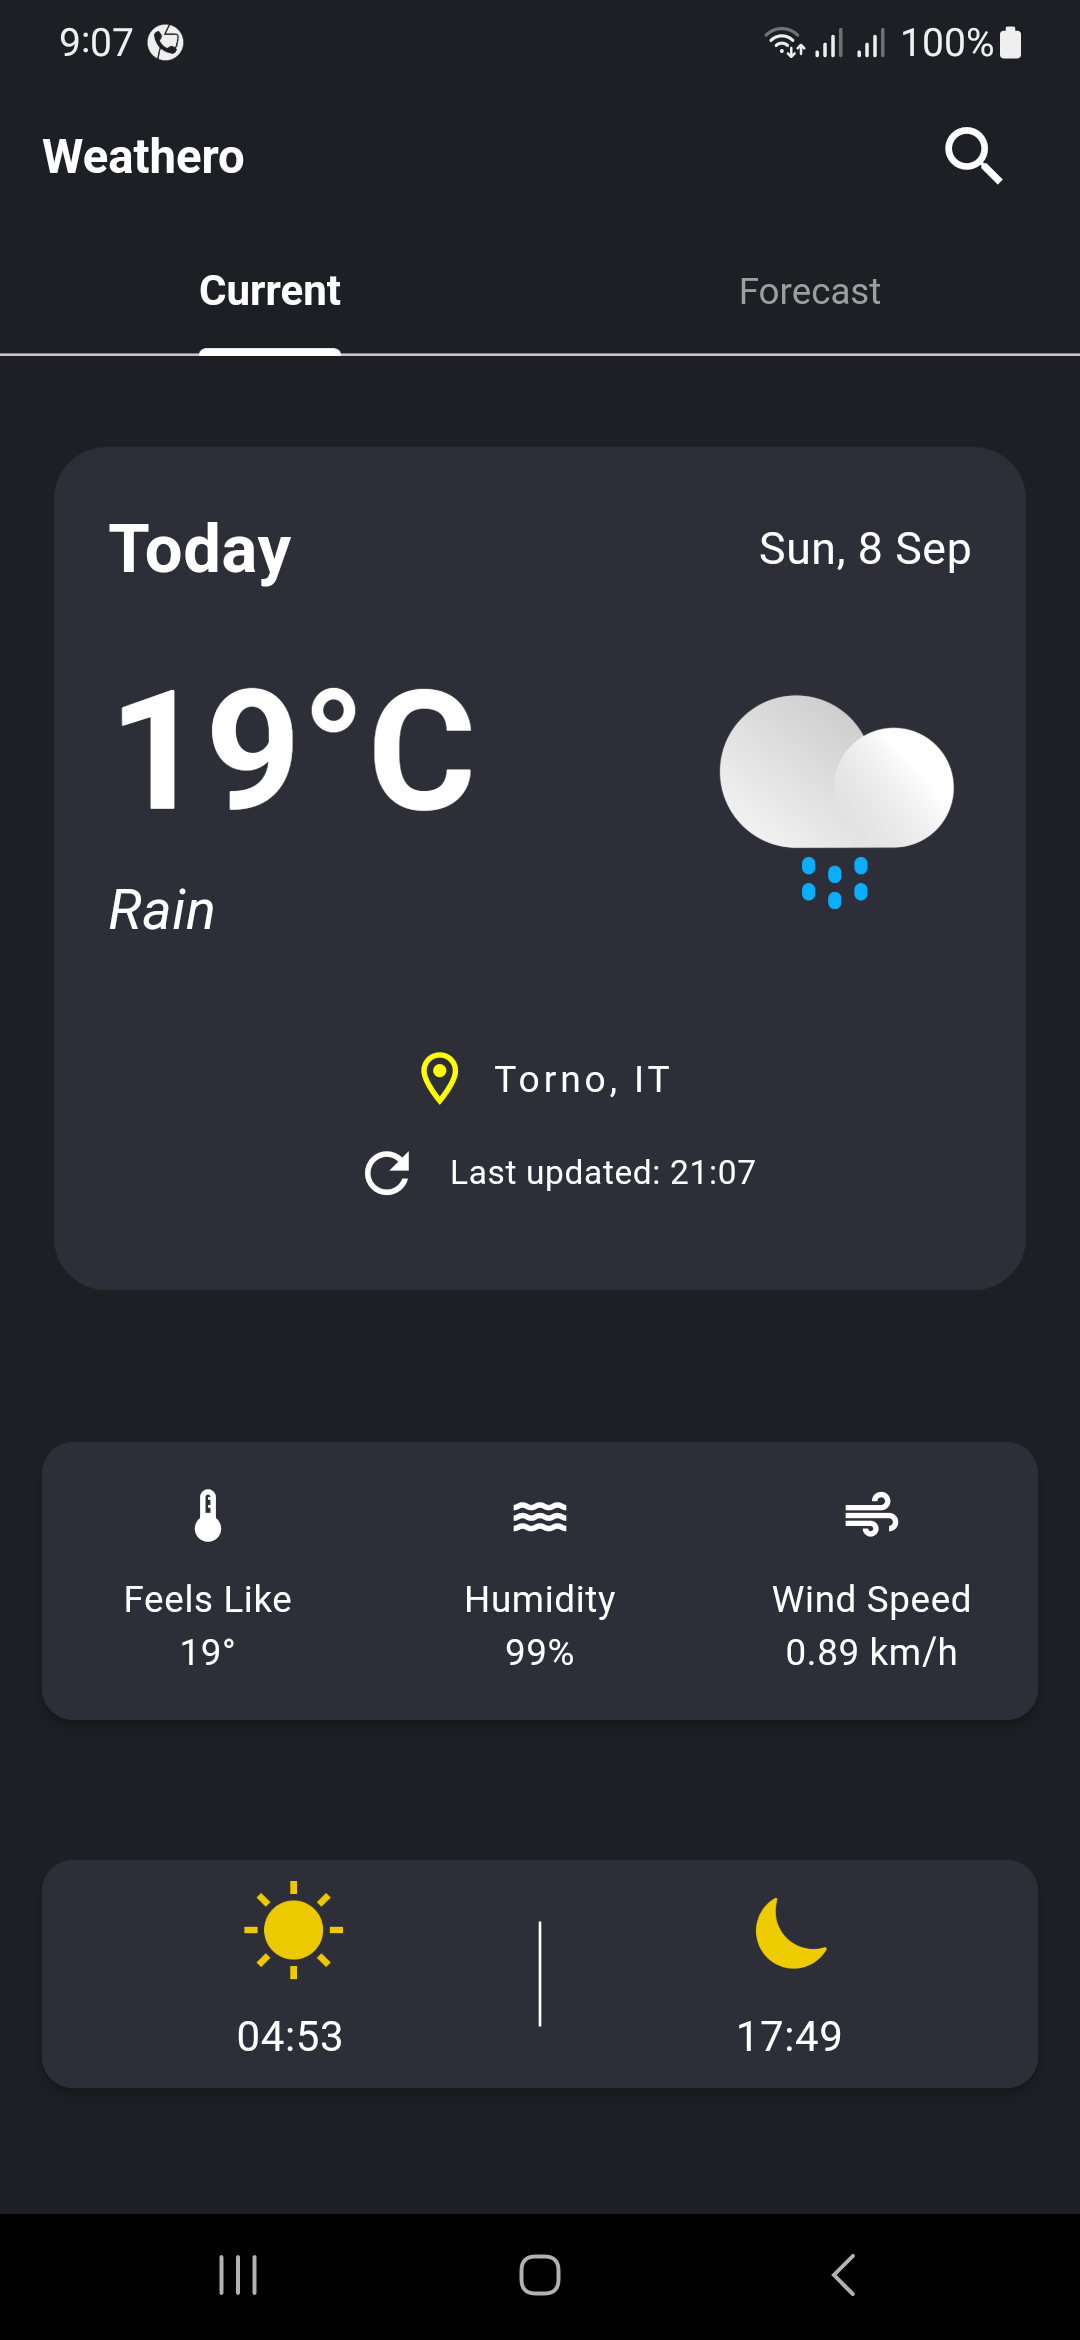 9:07 100%
Weathero
Current Forecast
Today Sun, 8 Sep
19°C
Rain
Torno, IT
Last updated: 21:07
Feels Like Humidity Wind Speed
19° 99% 0.89 km/h
04:53 17:49